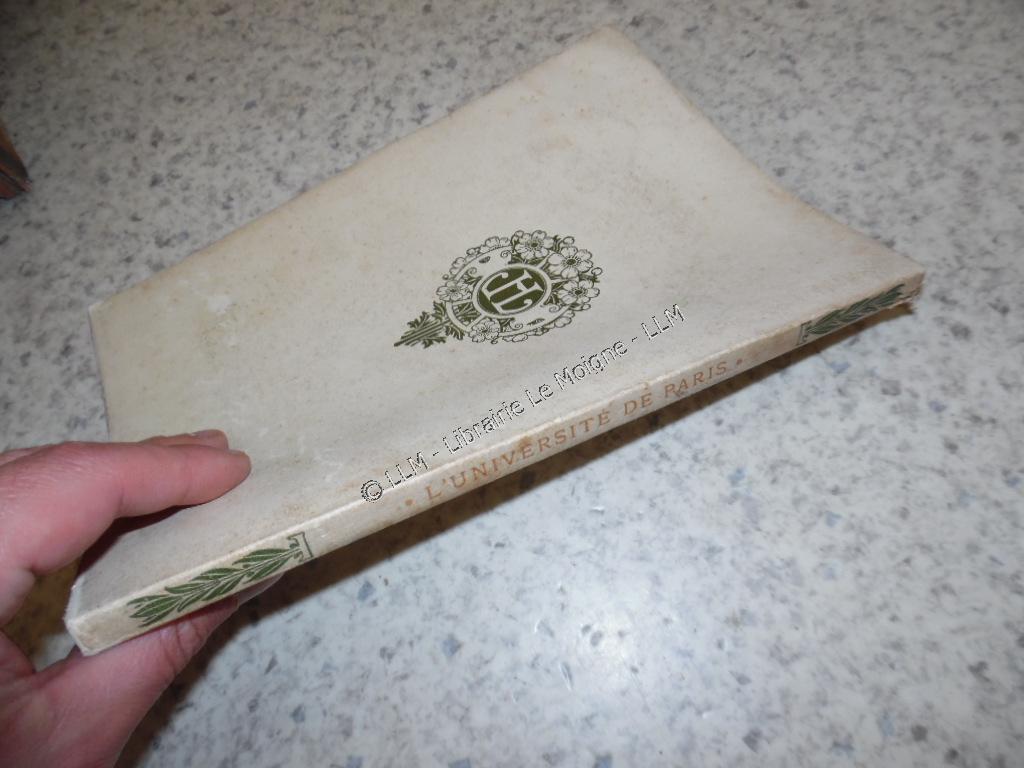 © LLM - Librairie Le Moigne - LLM
• L'UNIVERSITÉ DE PARIS •